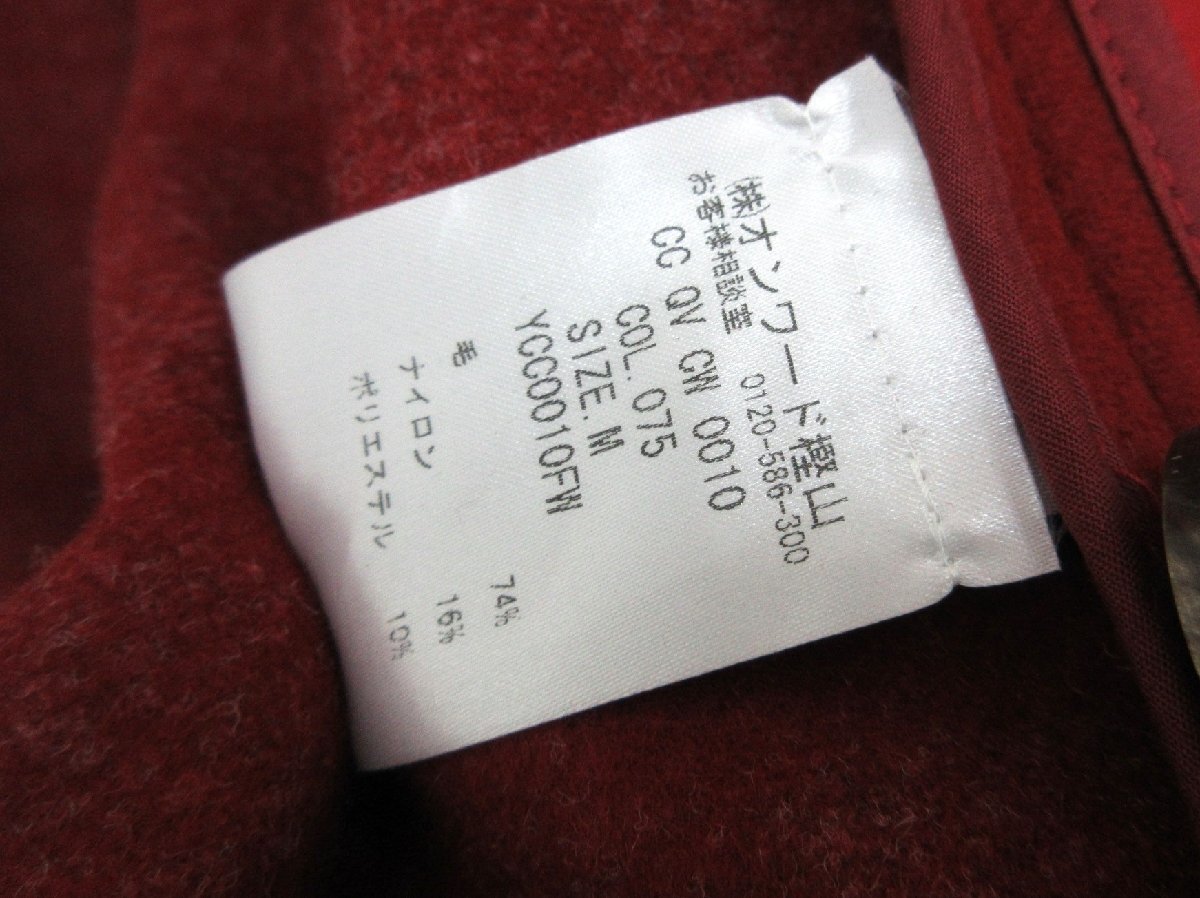 ㈱オンワード樫山
お客様相談室 0120-586-300
CC QV CW 0010
COL. 075
SIZE. M
YCC0010FW
毛 74%
ナイロン 16%
ポリエステル 10%